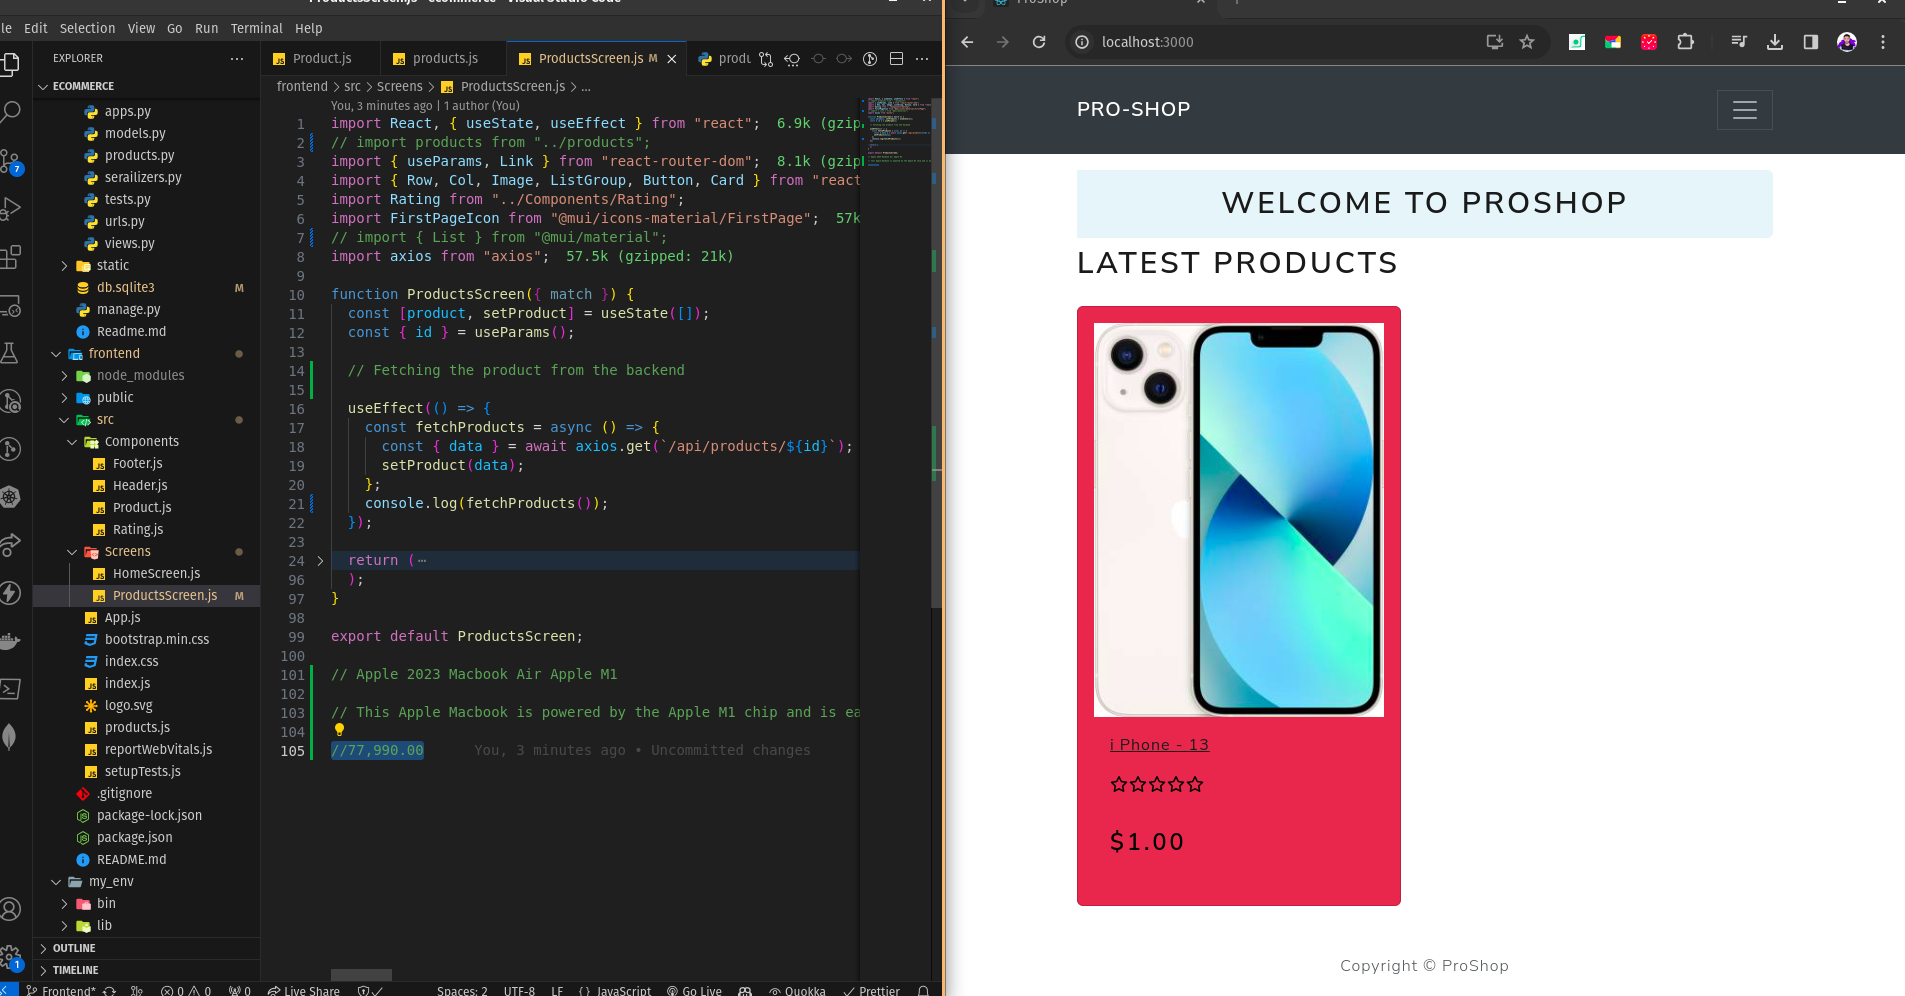 ProductsScreen.js - ecommerce - Visual Studio Code
le Edit Selection View Go Run Terminal Help
EXPLORER
ECOMMERCE
apps.py
models.py
products.py
serailizers.py
tests.py
urls.py
views.py
static
db.sqlite3 M
manage.py
Readme.md
frontend
node_modules
public
src
Components
Footer.js
Header.js
Product.js
Rating.js
Screens
HomeScreen.js
ProductsScreen.js M
App.js
bootstrap.min.css
index.css
index.js
logo.svg
products.js
reportWebVitals.js
setupTests.js
.gitignore
package-lock.json
package.json
README.md
my_env
bin
lib
OUTLINE
TIMELINE
7
1
Product.js products.js ProductsScreen.js M produ
frontend > src > Screens > ProductsScreen.js > ...
You, 3 minutes ago | 1 author (You)
1 import React, { useState, useEffect } from "react"; 6.9k (gzip
2 // import products from "../products";
3 import { useParams, Link } from "react-router-dom"; 8.1k (gzip
4 import { Row, Col, Image, ListGroup, Button, Card } from "react
5 import Rating from "../Components/Rating";
6 import FirstPageIcon from "@mui/icons-material/FirstPage"; 57k
7 // import { List } from "@mui/material";
8 import axios from "axios"; 57.5k (gzipped: 21k)
9
10 function ProductsScreen({ match }) {
11 const [product, setProduct] = useState([]);
12 const { id } = useParams();
13
14 // Fetching the product from the backend
15
16 useEffect(() => {
17 const fetchProducts = async () => {
18 const { data } = await axios.get(`/api/products/${id}`);
19 setProduct(data);
20 };
21 console.log(fetchProducts());
22 });
23
24 return (⋯
96 );
97 }
98
99 export default ProductsScreen;
100
101 // Apple 2023 Macbook Air Apple M1
102
103 // This Apple Macbook is powered by the Apple M1 chip and is ea
104
105 //77,990.00 You, 3 minutes ago • Uncommitted changes
Frontend* 0 0 0 Live Share Spaces: 2 UTF-8 LF {} JavaScript Go Live Quokka Prettier
ProShop
localhost:3000
PRO-SHOP
WELCOME TO PROSHOP
LATEST PRODUCTS
i Phone - 13
$1.00
Copyright © ProShop